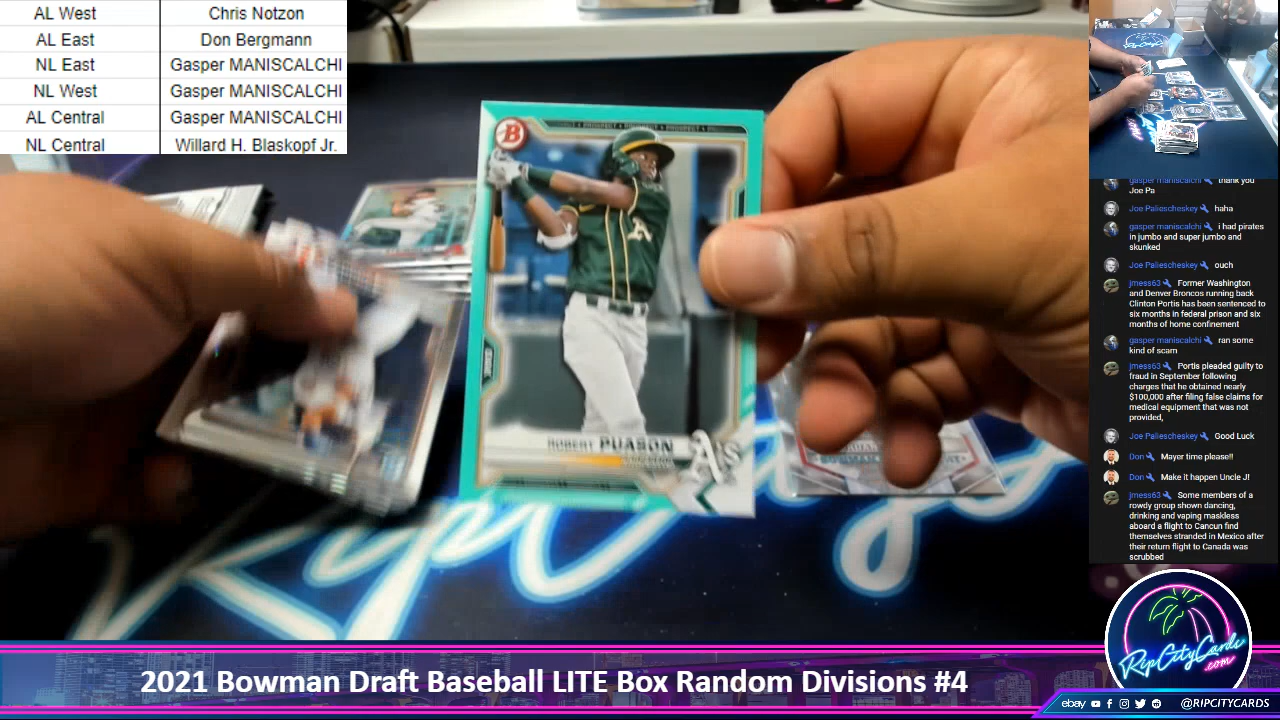 AL West Chris Notzon
AL East Don Bergmann
NL East Gasper MANISCALCHI
NL West Gasper MANISCALCHI
AL Central Gasper MANISCALCHI
NL Central Willard H. Blaskopf Jr.
B
A
ROBERT PUASON
A's
gasper maniscalchi thank you
Joe Pa
Joe Paliescheskey haha
gasper maniscalchi i had pirates
in jumbo and super jumbo and
skunked
Joe Paliescheskey ouch
jmess63 Former Washington
and Denver Broncos running back
Clinton Portis has been sentenced to
six months in federal prison and six
months of home confinement
gasper maniscalchi ran some
kind of scam
jmess63 Portis pleaded guilty to
fraud in September following
charges that he obtained nearly
$100,000 after filing false claims for
medical equipment that was not
provided,
Joe Paliescheskey Good Luck
Don Mayer time please!!
Don Make it happen Uncle J!
jmess63 Some members of a
rowdy group shown dancing,
drinking and vaping maskless
aboard a flight to Cancun find
themselves stranded in Mexico after
their return flight to Canada was
scrubbed
RipCityCards
.com
2021 Bowman Draft Baseball LITE Box Random Divisions #4
ebay @RIPCITYCARDS